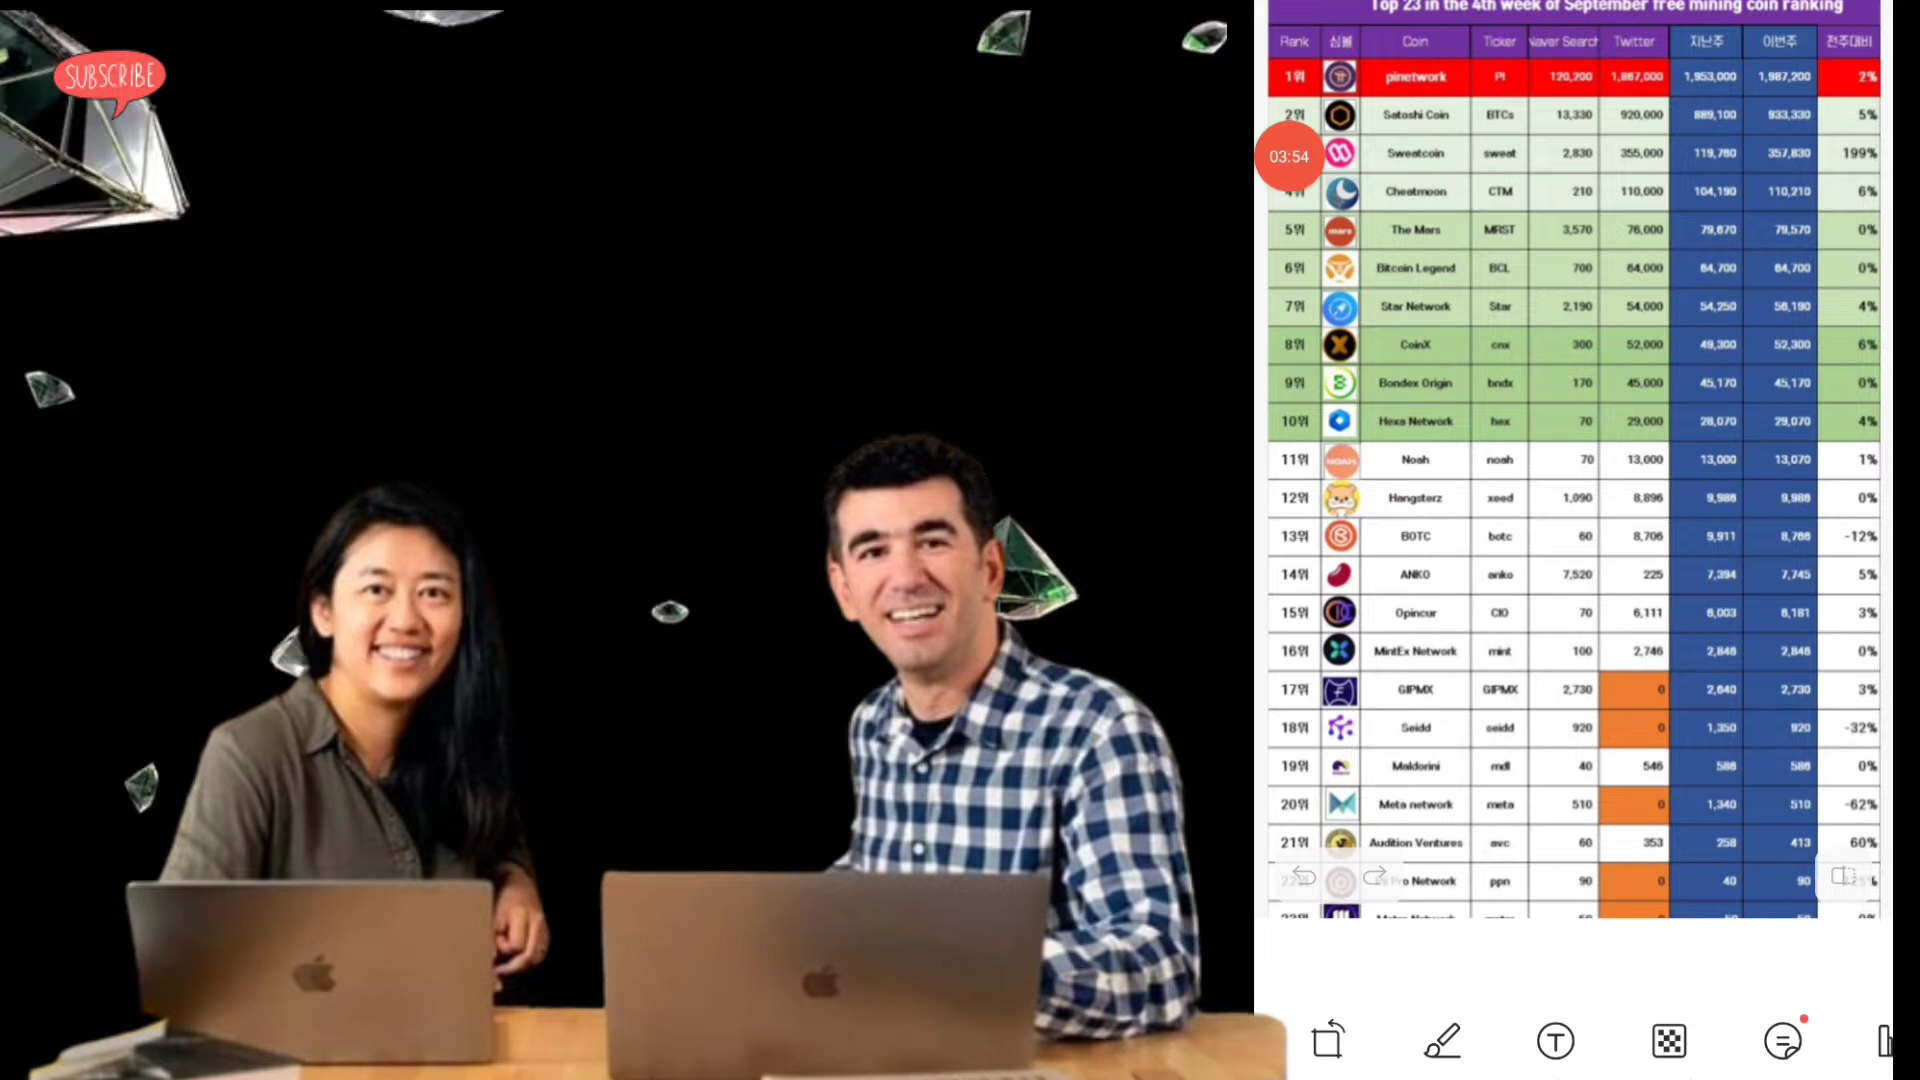 SUBSCRIBE
Top 23 in the 4th week of September free mining coin ranking
Rank 심볼 Coin Ticker Naver Search Twitter 지난주 이번주 전주대비
1위 pinetwork PI 120,200 1,867,000 1,953,000 1,987,200 2%
2위 Satoshi Coin BTCs 13,330 920,000 889,100 933,330 5%
03:54
Sweatcoin sweat 2,830 355,000 119,760 357,830 199%
4위 Cheatmoon CTM 210 110,000 104,190 110,210 6%
5위 mars The Mars MRST 3,570 76,000 79,670 79,570 0%
6위 Bitcoin Legend BCL 700 64,000 64,700 64,700 0%
7위 Star Network Star 2,190 54,000 54,250 56,190 4%
8위 CoinX cnx 300 52,000 49,300 52,300 6%
9위 Bondex Origin bndx 170 45,000 45,170 45,170 0%
10위 Hexa Network hex 70 29,000 28,070 29,070 4%
11위 NOAH Noah noah 70 13,000 13,000 13,070 1%
12위 Hangsterz xeed 1,090 8,896 9,986 9,986 0%
13위 BOTC botc 60 8,706 9,911 8,766 -12%
14위 ANKO anko 7,520 225 7,394 7,745 5%
15위 Opincur CIO 70 6,111 6,003 6,181 3%
16위 MintEx Network mint 100 2,746 2,846 2,846 0%
17위 GIPMX GIPMX 2,730 0 2,640 2,730 3%
18위 Seidd seidd 920 0 1,350 920 -32%
19위 Maldorini mdl 40 546 586 586 0%
20위 Meta network meta 510 0 1,340 510 -62%
21위 Audition Ventures avc 60 353 258 413 60%
22위 Pro Network ppn 90 0 40 90